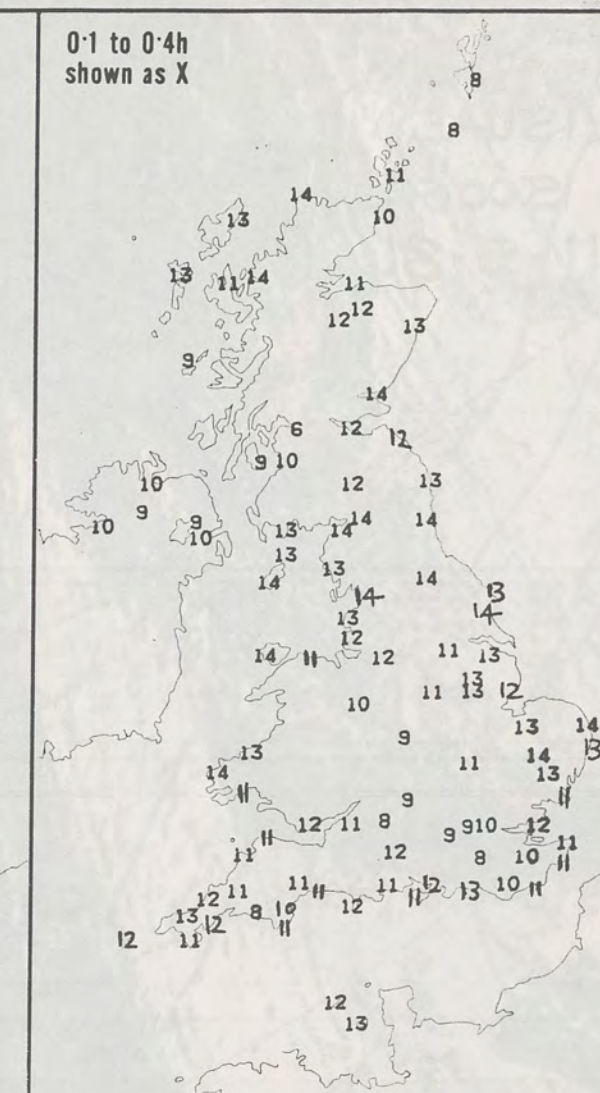 0·1 to 0·4h
shown as X
8
8
11
14
10
13
13 11 14 11
12 12 13
9
14
6 12 12
9 10
10 12 13
9 9 14 14
10 10 13 14
13
14 13 14
14 13
13 14
12
14 11 12 11 13
13
11 13 12
10
9 13 14
13
13 11 14
14 13
11 11
9
12 11 8 9 10 12
11 9 11
11 12 8 10 11
11 11 11 12 13 10 11
12 11
13 8 10 12
12 11 12 11
12
13